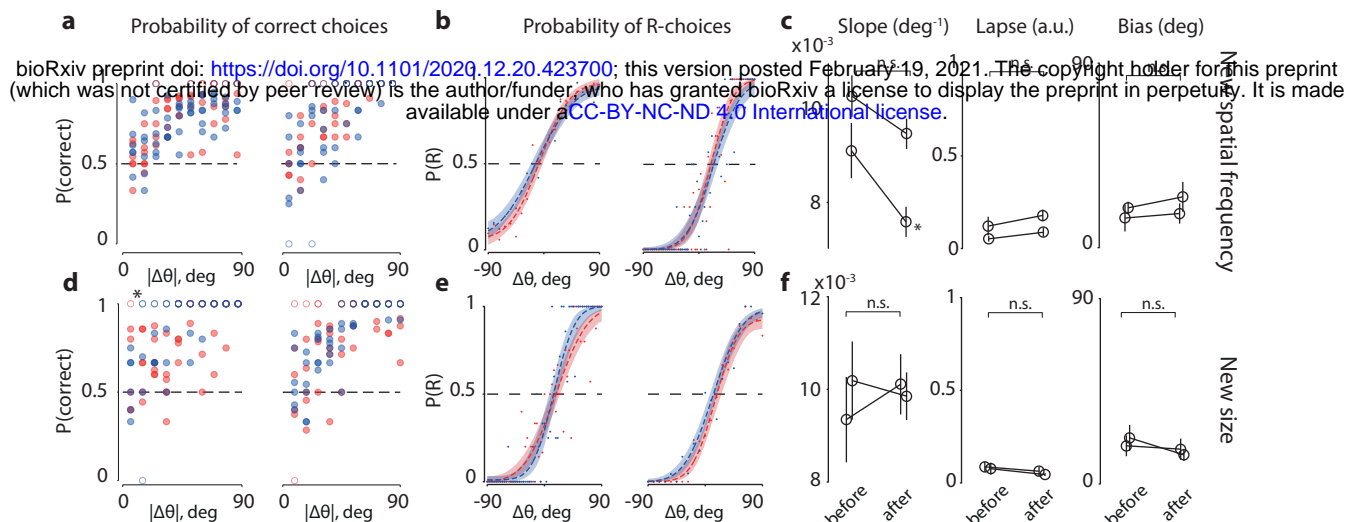 a Probability of correct choices
b Probability of R-choices
c Slope (deg⁻¹) Lapse (a.u.) Bias (deg)
x10⁻³
bioRxiv preprint doi: https://doi.org/10.1101/2020.12.20.423700; this version posted February 19, 2021. The copyright holder for this preprint
(which was not certified by peer review) is the author/funder, who has granted bioRxiv a license to display the preprint in perpetuity. It is made
available under aCC-BY-NC-ND 4.0 International license.
1 1 10 1 90
n.s. n.s. n.s.
P(correct) 0.5 0
P(R) 0.5 0
8 0.5 0 0
*
New spatial frequency
0 |Δθ|, deg 90
|Δθ|, deg 90
-90 Δθ, deg 90
-90 Δθ, deg 90
d * e f
x10⁻³
P(correct) 1 0.5 0
P(R) 1 0.5 0
12 10 8
n.s.
1 0.5 0
n.s.
90 0
n.s.
New size
0 |Δθ|, deg 90
0 |Δθ|, deg 90
-90 Δθ, deg 90
-90 Δθ, deg 90
before after
before after
before after